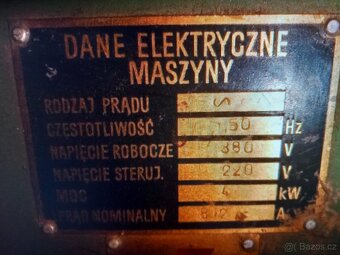 DANE ELEKTRYCZNE
MASZYNY
RODZAJ PRĄDU ~
CZĘSTOTLIWOŚĆ 50 Hz
NAPIĘCIE ROBOCZE 380 V
NAPIĘCIE STERUJ. 220 V
MOC 4 kW
PRĄD NOMINALNY A
Bazoš.cz